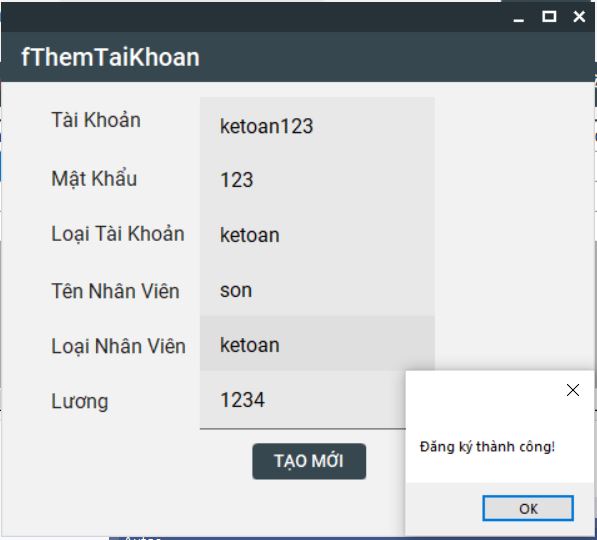 fThemTaiKhoan
Tài Khoản ketoan123
Mật Khẩu 123
Loại Tài Khoản ketoan
Tên Nhân Viên son
Loại Nhân Viên ketoan
Lương 1234
TẠO MỚI
Đăng ký thành công!
OK